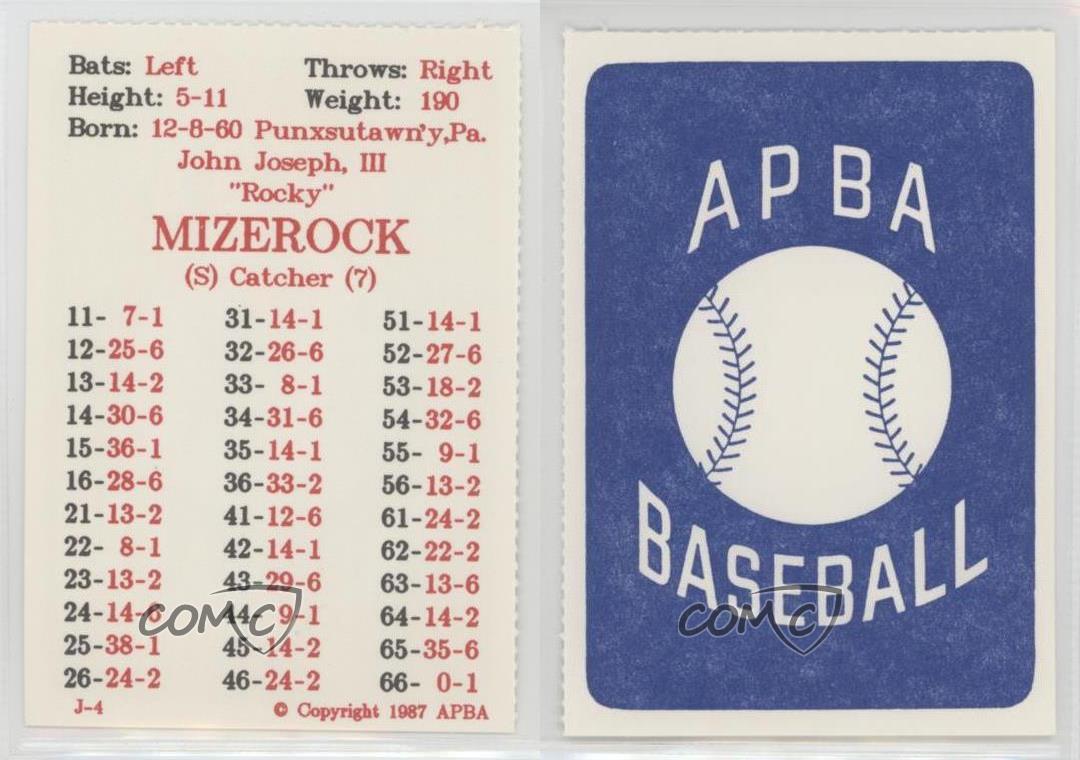 Bats: Left Throws: Right
Height: 5-11 Weight: 190
Born: 12-8-60 Punxsutawn'y,Pa.
John Joseph, III
"Rocky"
MIZEROCK
(S) Catcher (7)
11- 7-1 31-14-1 51-14-1
12-25-6 32-26-6 52-27-6
13-14-2 33- 8-1 53-18-2
14-30-6 34-31-6 54-32-6
15-36-1 35-14-1 55- 9-1
16-28-6 36-33-2 56-13-2
21-13-2 41-12-6 61-24-2
22- 8-1 42-14-1 62-22-2
23-13-2 43-29-6 63-13-6
24-14-6 44- 9-1 64-14-2
25-38-1 45-14-2 65-35-6
26-24-2 46-24-2 66- 0-1
J-4 © Copyright 1987 APBA
COMC
APBA
BASEBALL
COMC